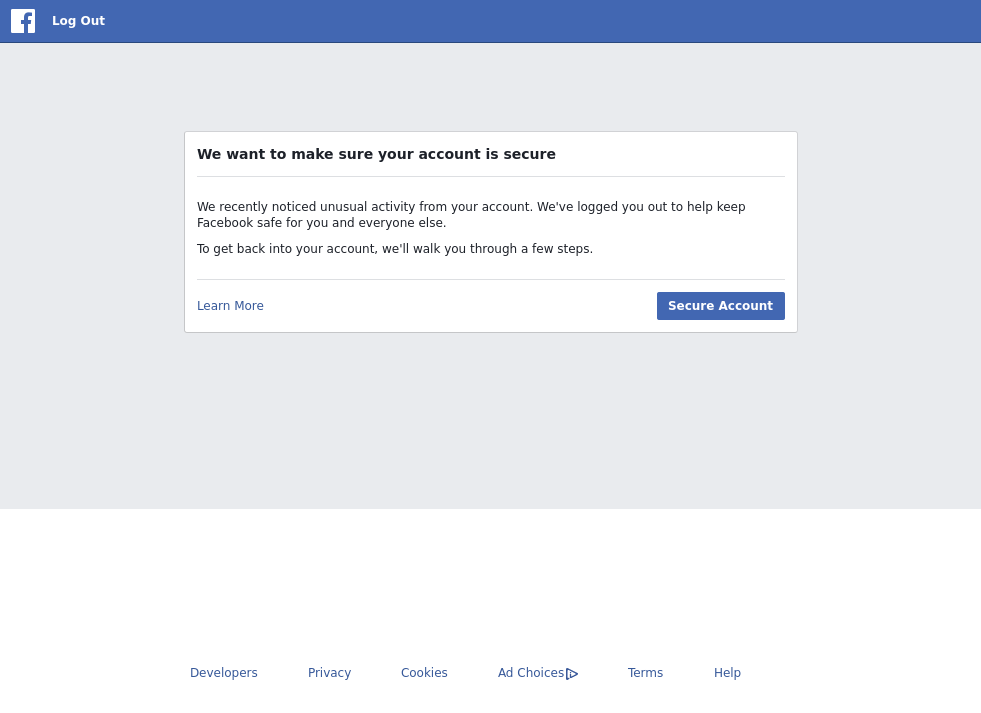 Log Out
We want to make sure your account is secure
We recently noticed unusual activity from your account. We've logged you out to help keep
Facebook safe for you and everyone else.
To get back into your account, we'll walk you through a few steps.
Learn More
Secure Account
Developers Privacy Cookies Ad Choices Terms Help